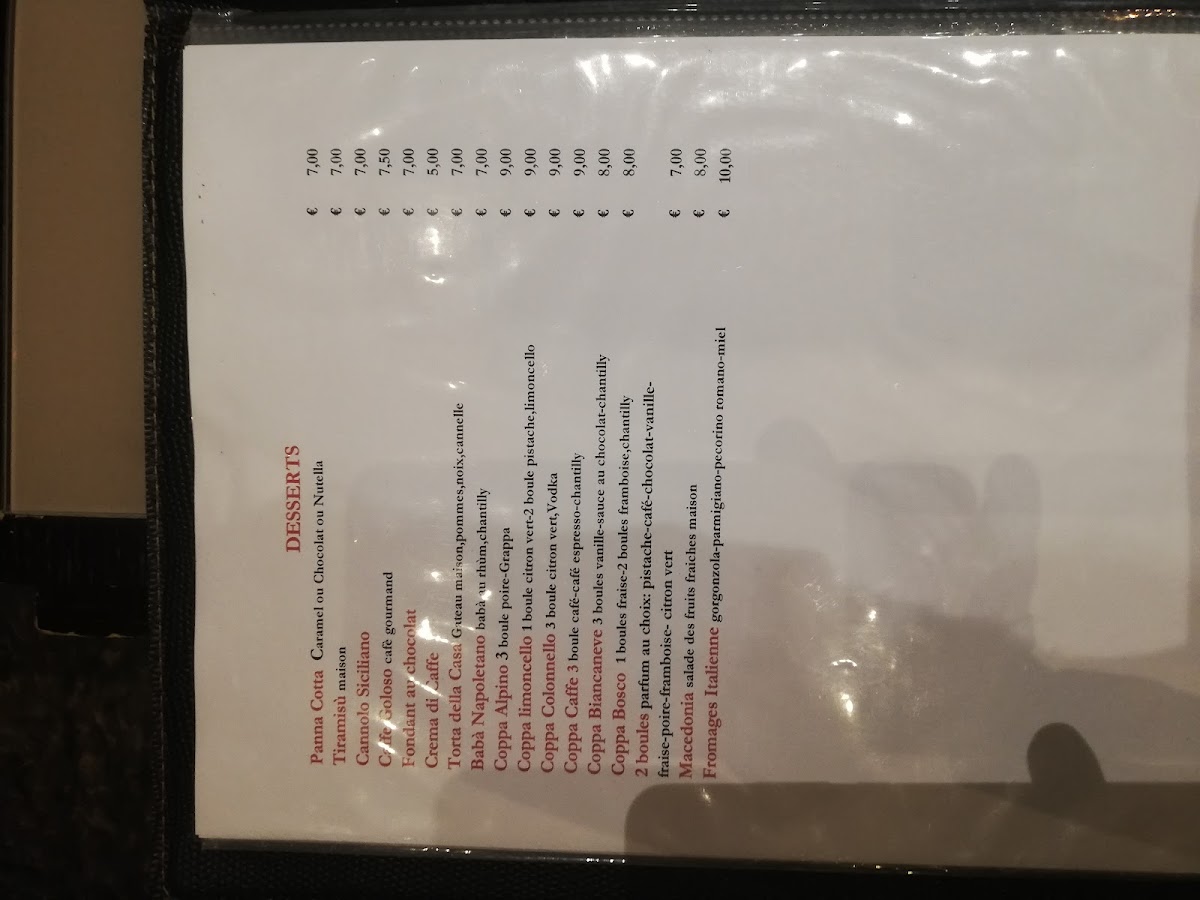 DESSERTS
Panna Cotta Caramel ou Chocolat ou Nutella € 7,00
Tiramisù maison € 7,00
Cannolo Siciliano € 7,00
Caffe Goloso cafè gourmand € 7,50
Fondant au chocolat € 7,00
Crema di Caffe € 5,00
Torta della Casa Gateau maison,pommes,noix,cannelle € 7,00
Babà Napoletano babà au rhùm,chantilly € 7,00
Coppa Alpino 3 boule poire-Grappa € 9,00
Coppa limoncello 1 boule citron vert-2 boule pistache,limoncello € 9,00
Coppa Colonnello 3 boule citron vert,Vodka € 9,00
Coppa Caffe 3 boule café-café espresso-chantilly € 9,00
Coppa Biancaneve 3 boules vanille-sauce au chocolat-chantilly € 8,00
Coppa Bosco 1 boules fraise-2 boules framboise,chantilly € 8,00
2 boules parfum au choix: pistache-café-chocolat-vanille-
fraise-poire-framboise- citron vert € 7,00
Macedonia salade des fruits fraiches maison € 8,00
Fromages Italienne gorgonzola-parmigiano-pecorino romano-miel € 10,00